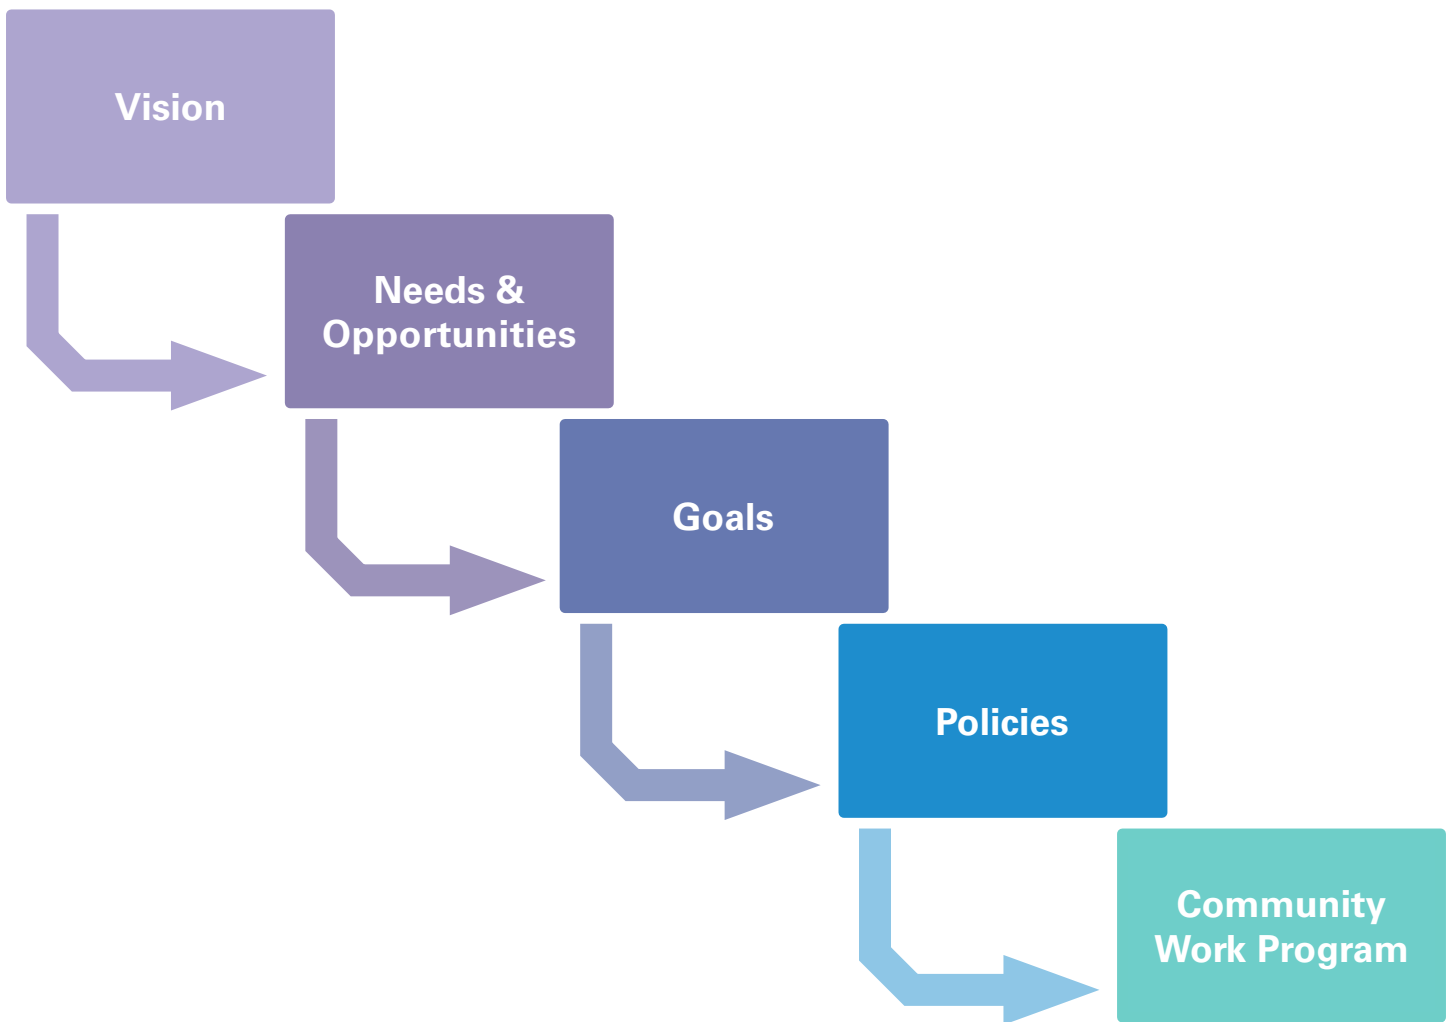 Vision
Needs &
Opportunities
Goals
Policies
Community
Work Program